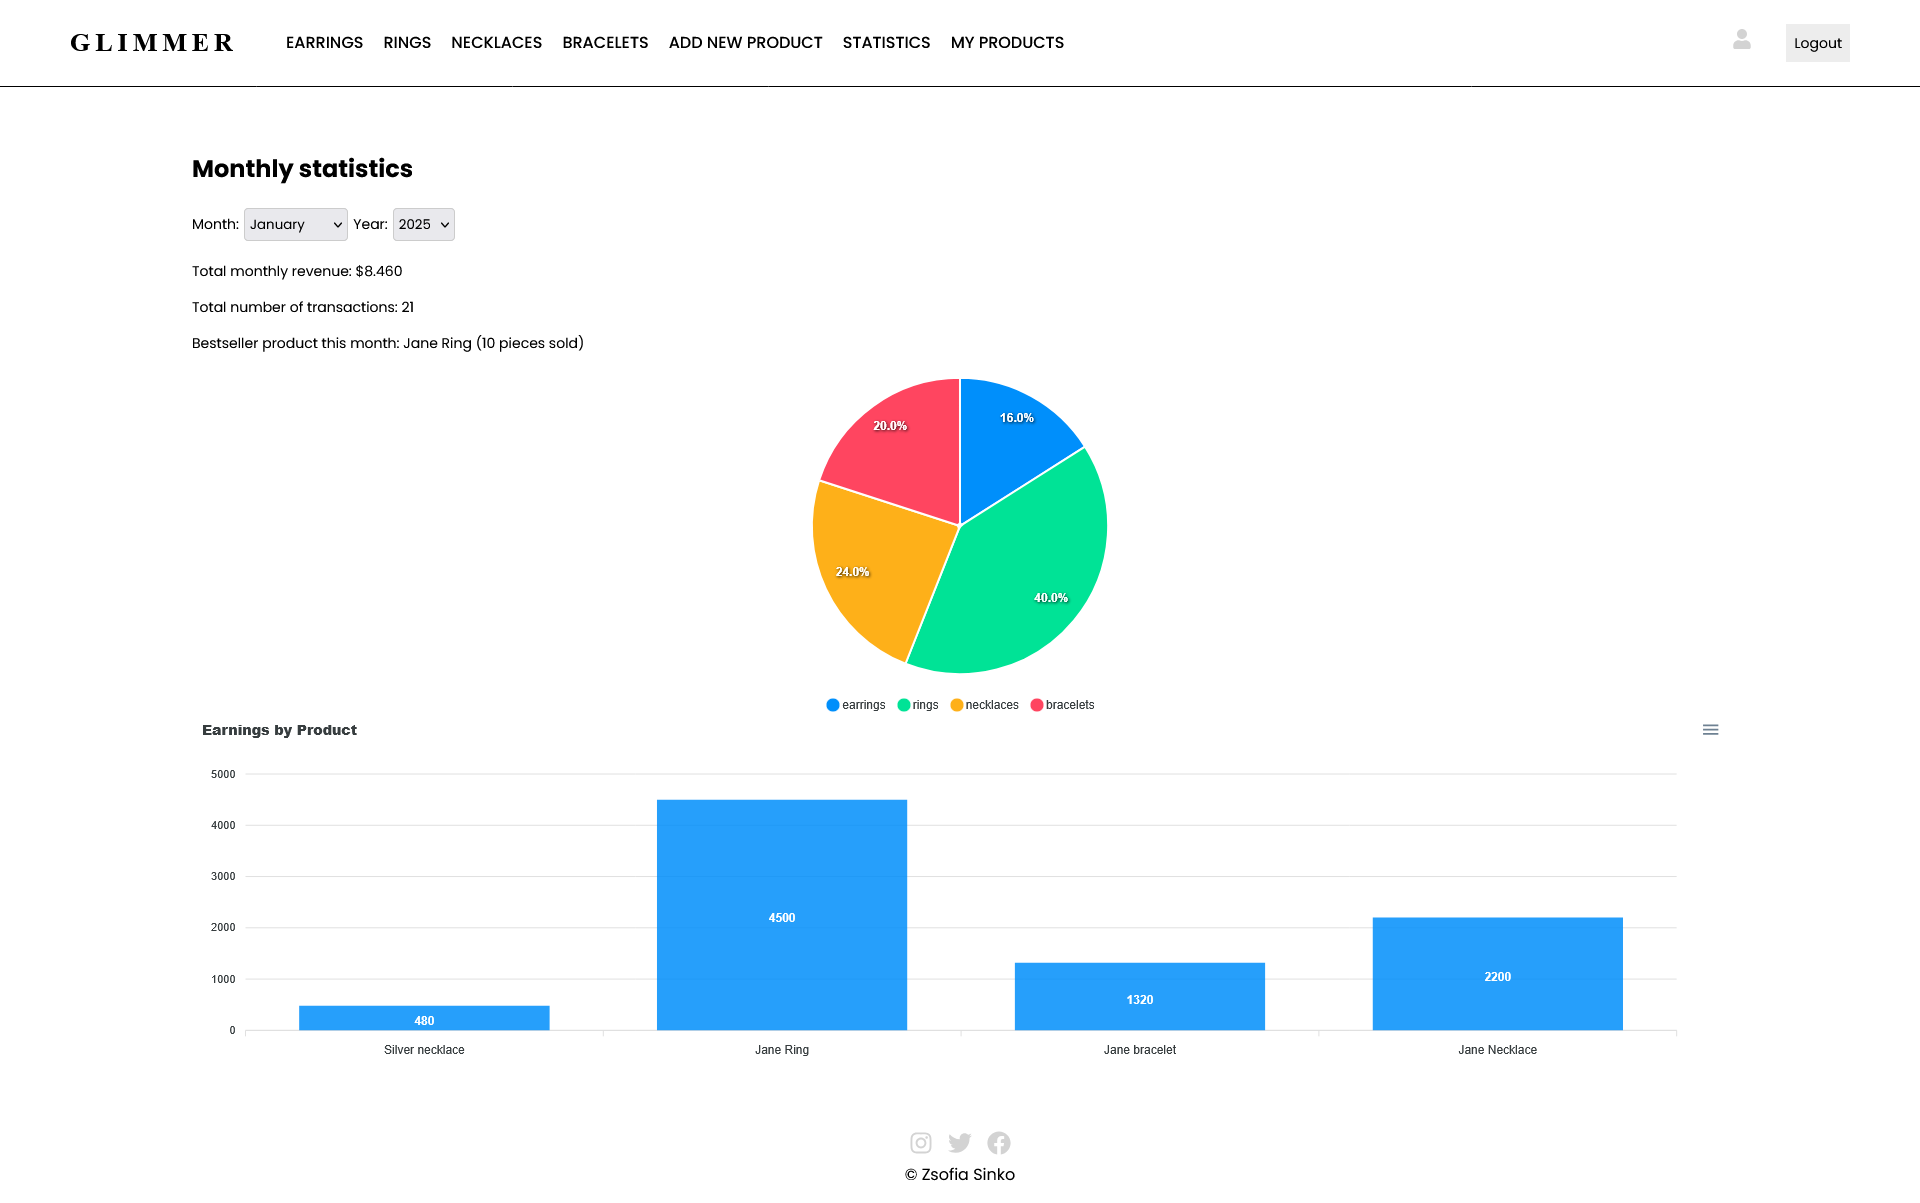 GLIMMER EARRINGS RINGS NECKLACES BRACELETS ADD NEW PRODUCT STATISTICS MY PRODUCTS Logout
Monthly statistics
Month: January Year: 2025
Total monthly revenue: $8.460
Total number of transactions: 21
Bestseller product this month: Jane Ring (10 pieces sold)
16.0%
20.0%
24.0%
40.0%
earrings rings necklaces bracelets
Earnings by Product
5000
4000
3000
2000
1000
0
480
4500
1320
2200
Silver necklace Jane Ring Jane bracelet Jane Necklace
© Zsofia Sinko